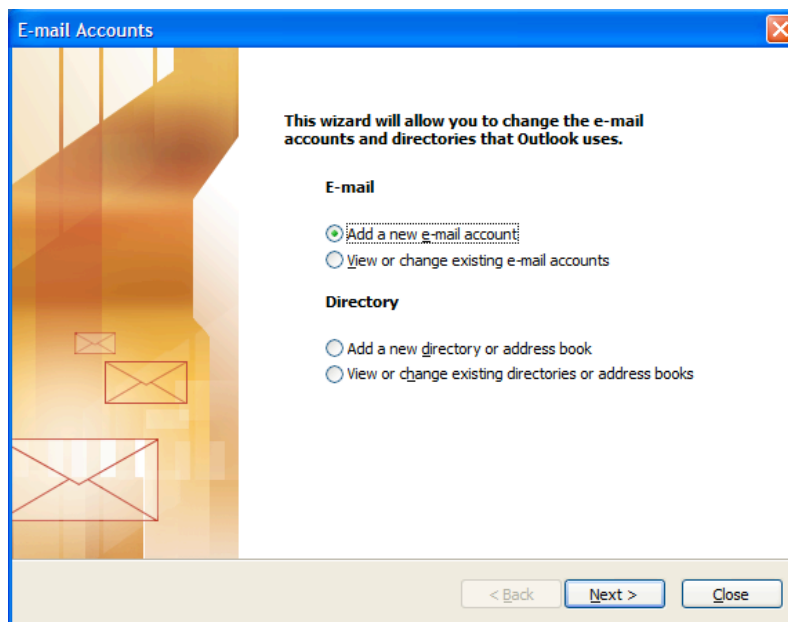 E-mail Accounts
This wizard will allow you to change the e-mail
accounts and directories that Outlook uses.
E-mail
Add a new e-mail account
View or change existing e-mail accounts
Directory
Add a new directory or address book
View or change existing directories or address books
< Back Next > Close